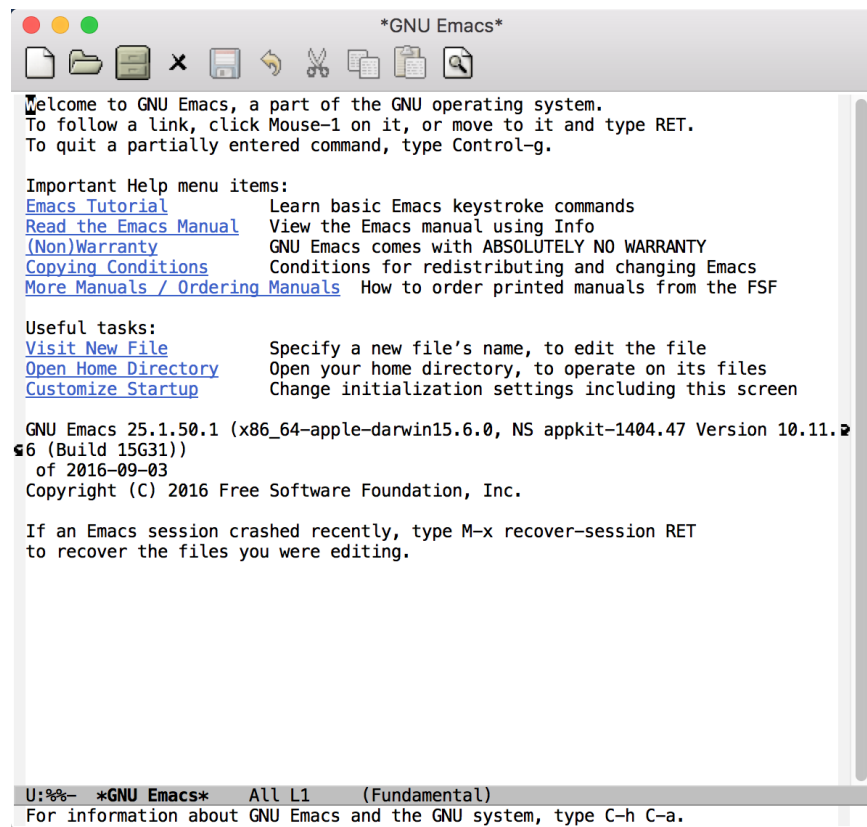 *GNU Emacs*
Welcome to GNU Emacs, a part of the GNU operating system.
To follow a link, click Mouse-1 on it, or move to it and type RET.
To quit a partially entered command, type Control-g.
Important Help menu items:
Emacs Tutorial Learn basic Emacs keystroke commands
Read the Emacs Manual View the Emacs manual using Info
(Non)Warranty GNU Emacs comes with ABSOLUTELY NO WARRANTY
Copying Conditions Conditions for redistributing and changing Emacs
More Manuals / Ordering Manuals How to order printed manuals from the FSF
Useful tasks:
Visit New File Specify a new file's name, to edit the file
Open Home Directory Open your home directory, to operate on its files
Customize Startup Change initialization settings including this screen
GNU Emacs 25.1.50.1 (x86_64-apple-darwin15.6.0, NS appkit-1404.47 Version 10.11.
6 (Build 15G31))
of 2016-09-03
Copyright (C) 2016 Free Software Foundation, Inc.
If an Emacs session crashed recently, type M-x recover-session RET
to recover the files you were editing.
U:%%- *GNU Emacs* All L1 (Fundamental)
For information about GNU Emacs and the GNU system, type C-h C-a.